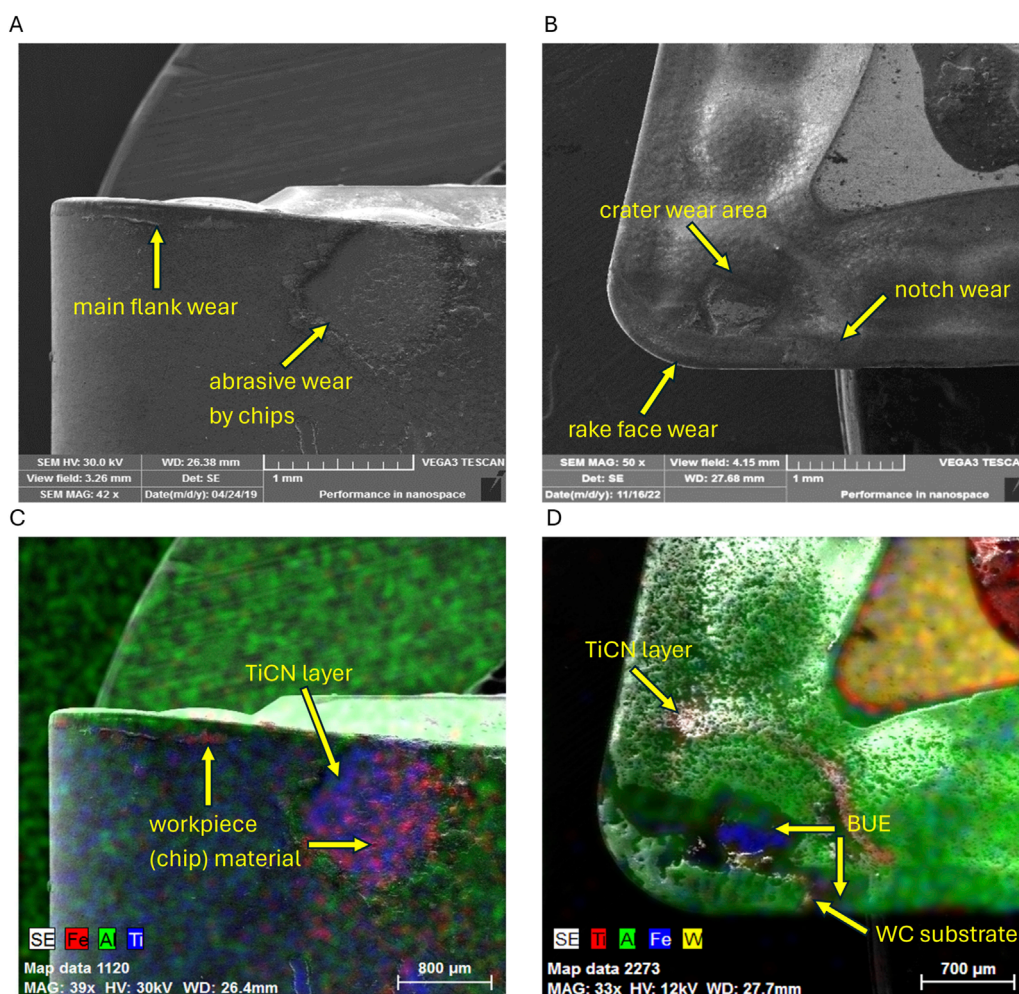 A
B
crater wear area
notch wear
main flank wear
abrasive wear
by chips
rake face wear
SEM HV: 30.0 kV WD: 26.38 mm VEGA3 TESCAN
View field: 3.26 mm Det: SE 1 mm
SEM MAG: 42 x Date(m/d/y): 04/24/19 Performance in nanospace
SEM MAG: 50 x View field: 4.15 mm VEGA3 TESCAN
Det: SE WD: 27.68 mm 1 mm
Date(m/d/y): 11/16/22 Performance in nanospace
C
D
TiCN layer
workpiece
(chip) material
SE Fe Al Ti
Map data 1120
MAG: 39x HV: 30kV WD: 26.4mm
800 µm
TiCN layer
BUE
WC substrate
SE Ti Fe W
Map data 2273
MAG: 33x HV: 12kV WD: 27.7mm
700 µm